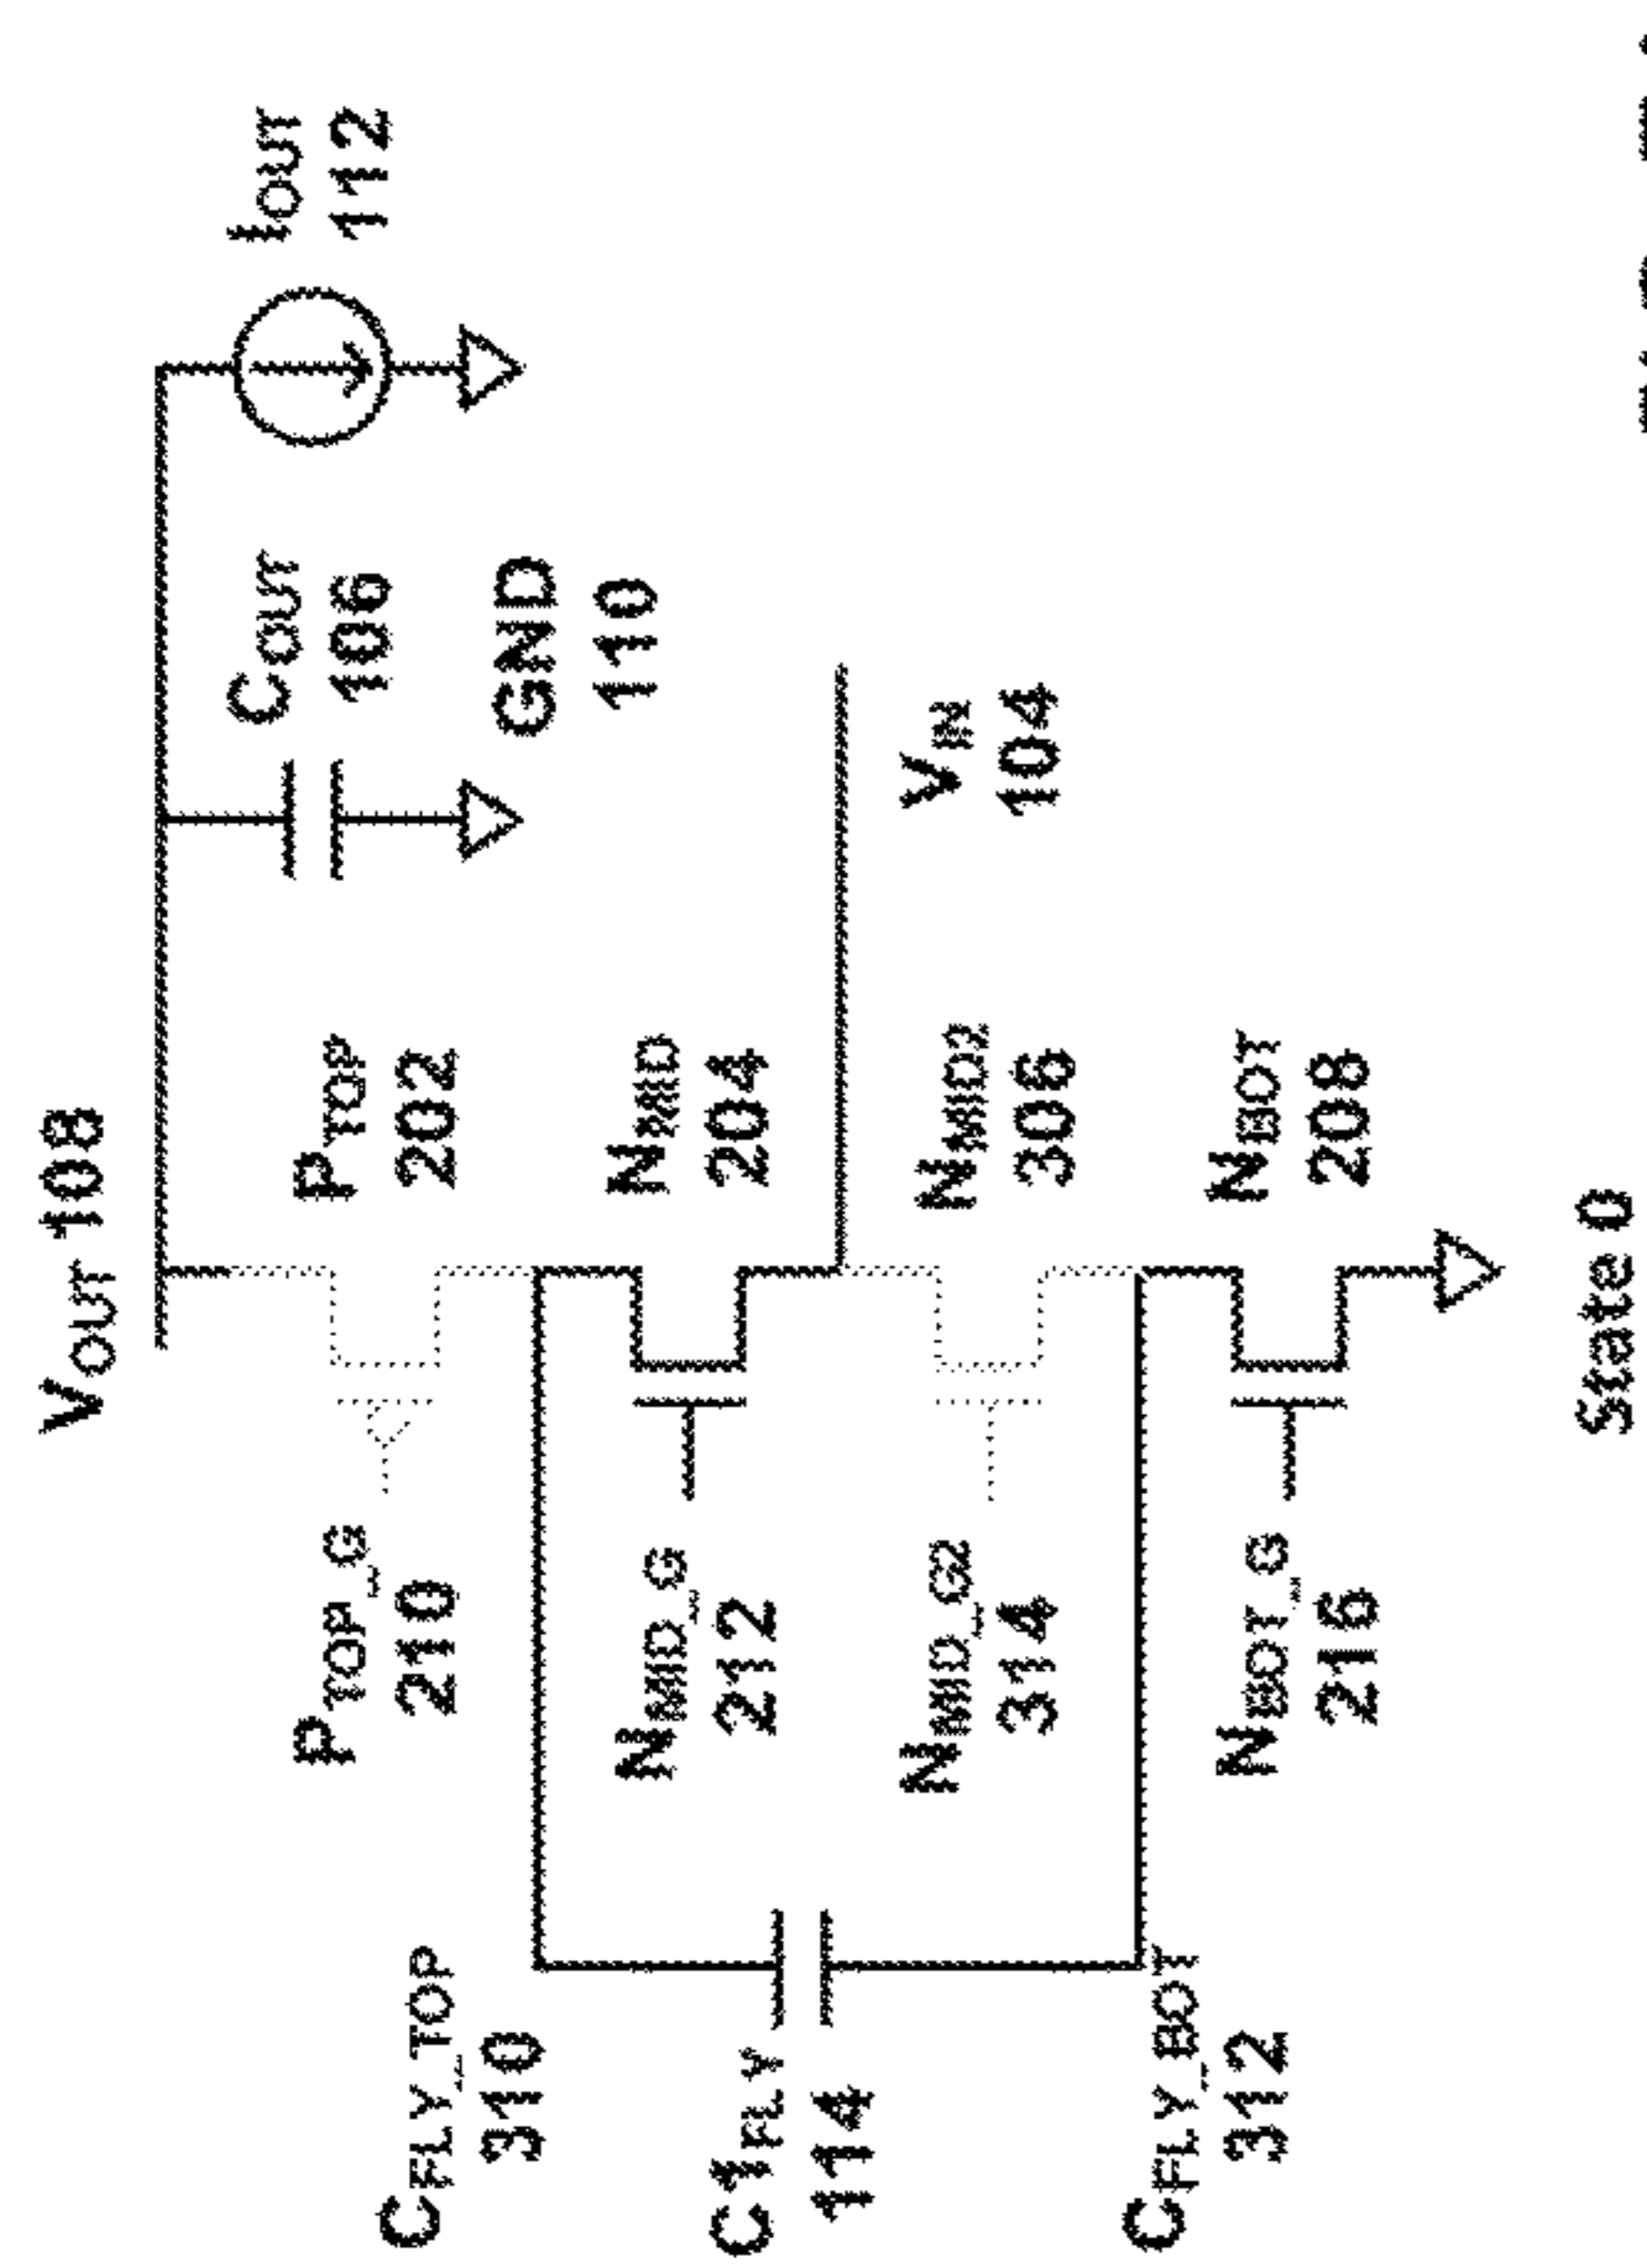 VOUT 108
IOUT
112
COUT
106
GND
110
PTOP_G
210
PTOP
202
CFLY_TOP
310
NMID_G
212
NMID
204
C1FLY
114
VIN
104
NMID_G2
314
NMID2
306
CFLY_BOT
312
NBOT_G
216
NBOT
208
State 0